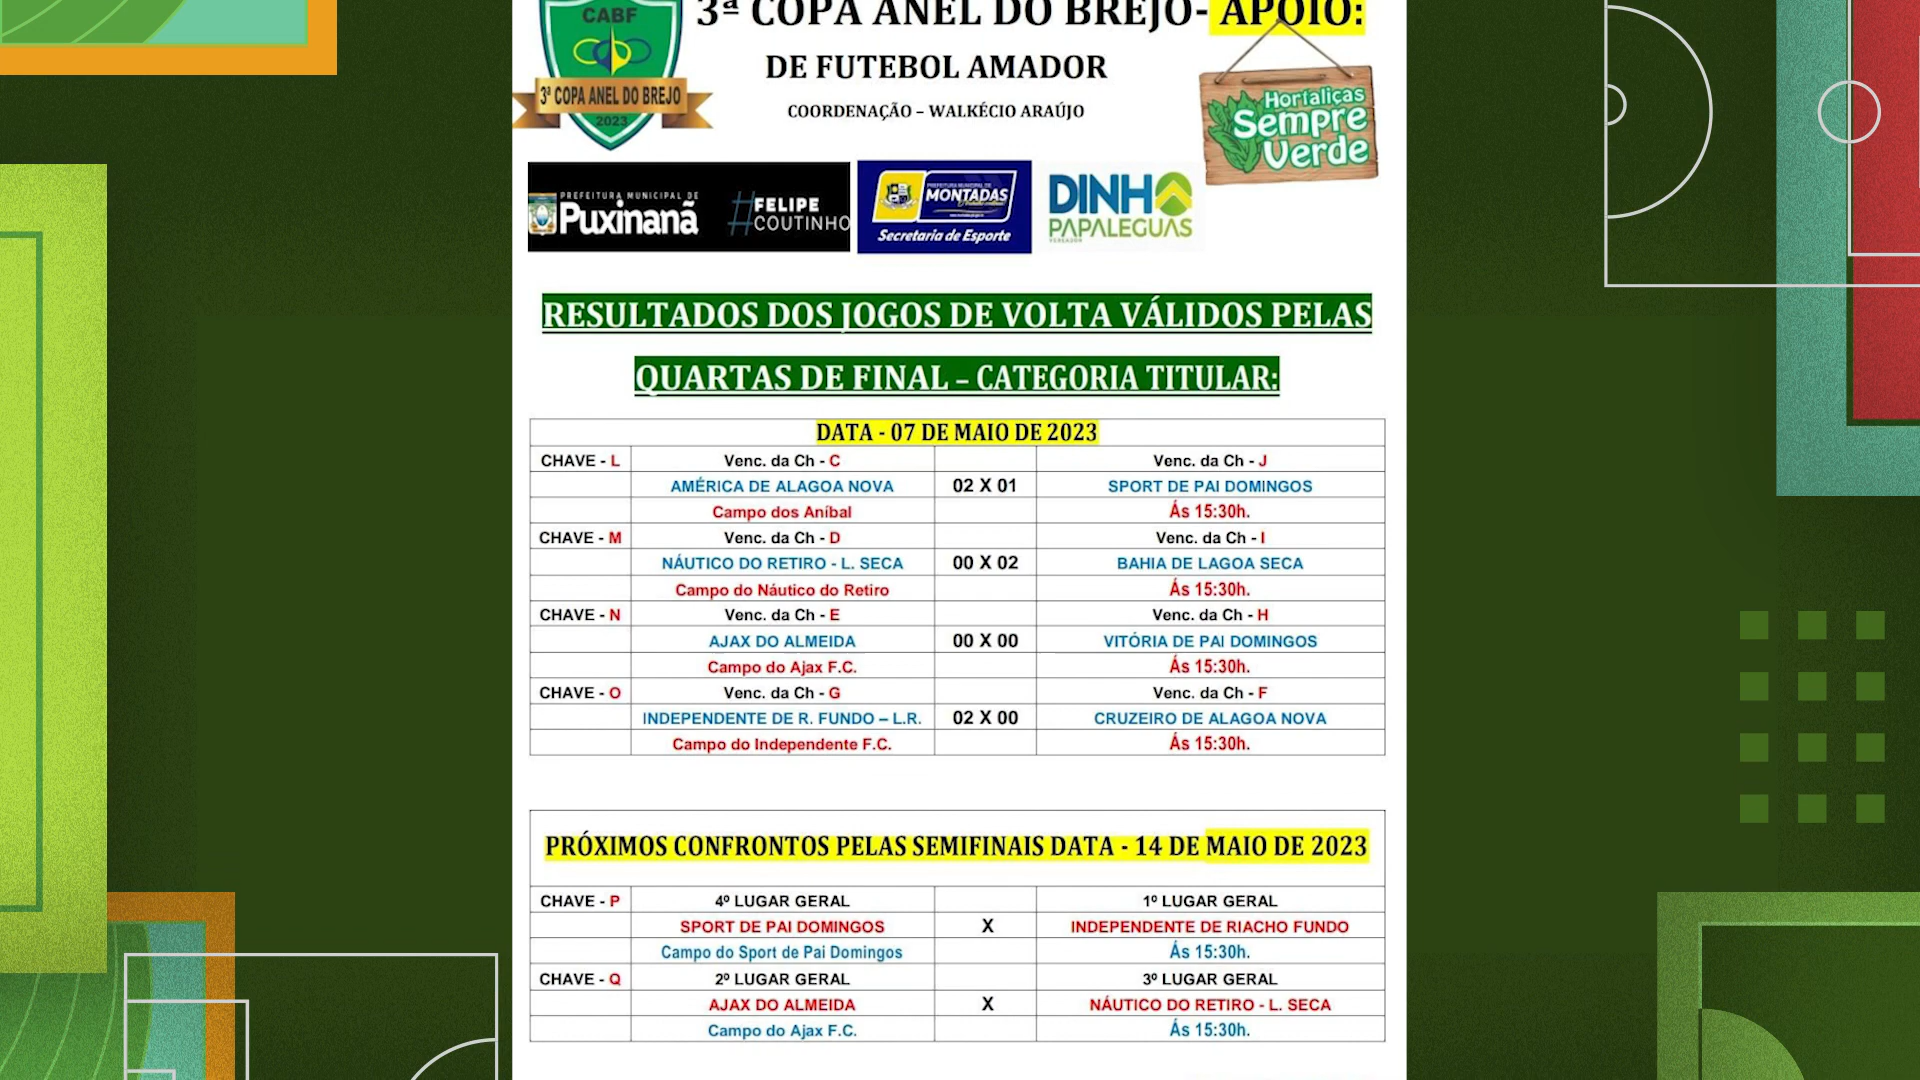 CABF
3ª COPA ANEL DO BREJO
2023
3ª COPA ANEL DO BREJO- APOIO:
DE FUTEBOL AMADOR
COORDENAÇÃO – WALKÉCIO ARAÚJO
Hortaliças
Sempre
Verde
PREFEITURA MUNICIPAL DE
Puxinanã
#FELIPE
COUTINHO
PREFEITURA MUNICIPAL DE
MONTADAS
Secretaria de Esporte
DINHO
PAPALEGUAS
VEREADOR
RESULTADOS DOS JOGOS DE VOLTA VÁLIDOS PELAS
QUARTAS DE FINAL – CATEGORIA TITULAR:
DATA - 07 DE MAIO DE 2023
CHAVE - L Venc. da Ch - C Venc. da Ch - J
AMÉRICA DE ALAGOA NOVA 02 X 01 SPORT DE PAI DOMINGOS
Campo dos Aníbal Ás 15:30h.
CHAVE - M Venc. da Ch - D Venc. da Ch - I
NÁUTICO DO RETIRO - L. SECA 00 X 02 BAHIA DE LAGOA SECA
Campo do Náutico do Retiro Ás 15:30h.
CHAVE - N Venc. da Ch - E Venc. da Ch - H
AJAX DO ALMEIDA 00 X 00 VITÓRIA DE PAI DOMINGOS
Campo do Ajax F.C. Ás 15:30h.
CHAVE - O Venc. da Ch - G Venc. da Ch - F
INDEPENDENTE DE R. FUNDO – L.R. 02 X 00 CRUZEIRO DE ALAGOA NOVA
Campo do Independente F.C. Ás 15:30h.
PRÓXIMOS CONFRONTOS PELAS SEMIFINAIS DATA - 14 DE MAIO DE 2023
CHAVE - P 4º LUGAR GERAL 1º LUGAR GERAL
SPORT DE PAI DOMINGOS X INDEPENDENTE DE RIACHO FUNDO
Campo do Sport de Pai Domingos Ás 15:30h.
CHAVE - Q 2º LUGAR GERAL 3º LUGAR GERAL
AJAX DO ALMEIDA X NÁUTICO DO RETIRO - L. SECA
Campo do Ajax F.C. Ás 15:30h.